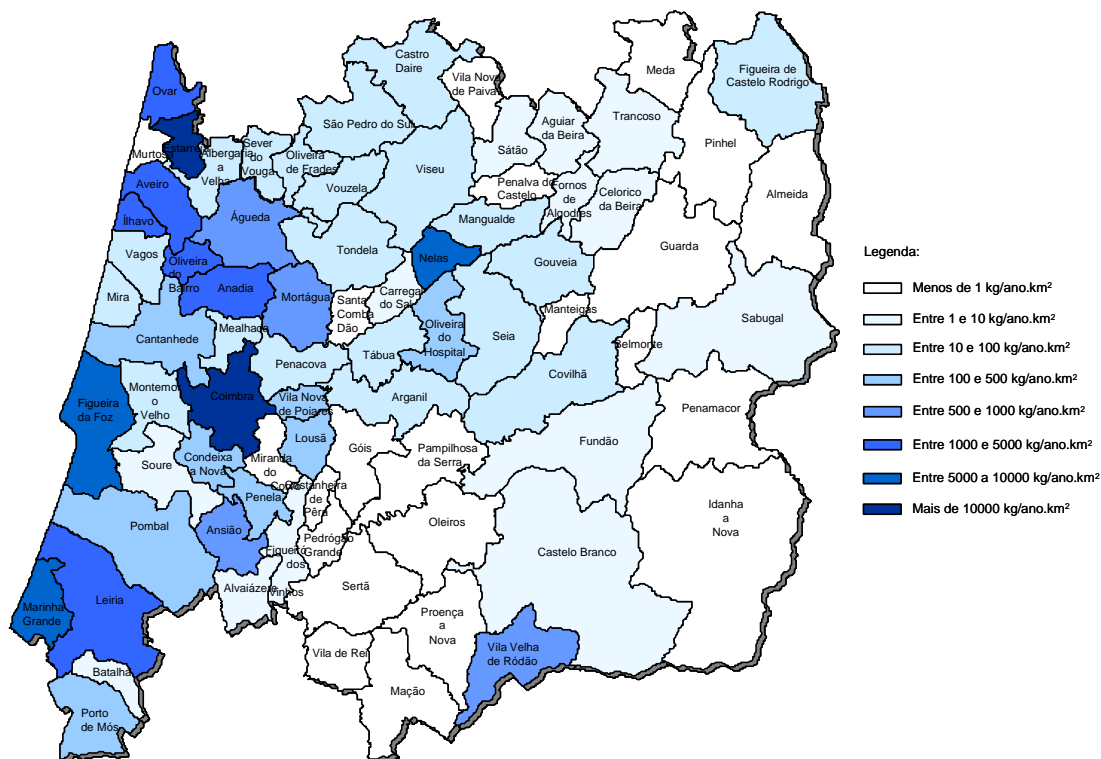 Meda
Figueira de
Castelo Rodrigo
Castro
Daire
Vila Nova
de Paiva
Ovar
Trancoso
Aguiar
da Beira
São Pedro do Sul
Sátão
Pinhel
Murtosa
Estarreja
Albergaria
a
Velha
Sever
do
Vouga
Oliveira
de Frades
Viseu
Vouzela
Penalva do
Castelo
Fornos
de
Algodres
Celorico
da Beira
Almeida
Aveiro
Ílhavo
Águeda
Mangualde
Guarda
Vagos
Tondela
Nelas
Gouveia
Oliveira
do
Bairro
Anadia
Mortágua
Santa
Comba
Dão
Carregal
do Sal
Manteigas
Sabugal
Mira
Cantanhede
Mealhada
Oliveira
do
Hospital
Seia
Belmonte
Penacova
Tábua
Covilhã
Montemor
o
Velho
Coimbra
Figueira
da Foz
Vila Nova
de Poiares
Arganil
Penamacor
Lousã
Góis
Pampilhosa
da Serra
Fundão
Soure
Condeixa
a Nova
Miranda
do
Corvo
Castanheira
de
Pêra
Penela
Idanha
a
Nova
Pombal
Ansião
Oleiros
Pedrógão
Grande
Castelo Branco
Figueiró
dos
Vinhos
Alvaiázere
Sertã
Leiria
Marinha
Grande
Proença
a
Nova
Vila de Rei
Vila Velha
de Ródão
Batalha
Mação
Porto
de Mós
Legenda:
Menos de 1 kg/ano.km²
Entre 1 e 10 kg/ano.km²
Entre 10 e 100 kg/ano.km²
Entre 100 e 500 kg/ano.km²
Entre 500 e 1000 kg/ano.km²
Entre 1000 e 5000 kg/ano.km²
Entre 5000 a 10000 kg/ano.km²
Mais de 10000 kg/ano.km²